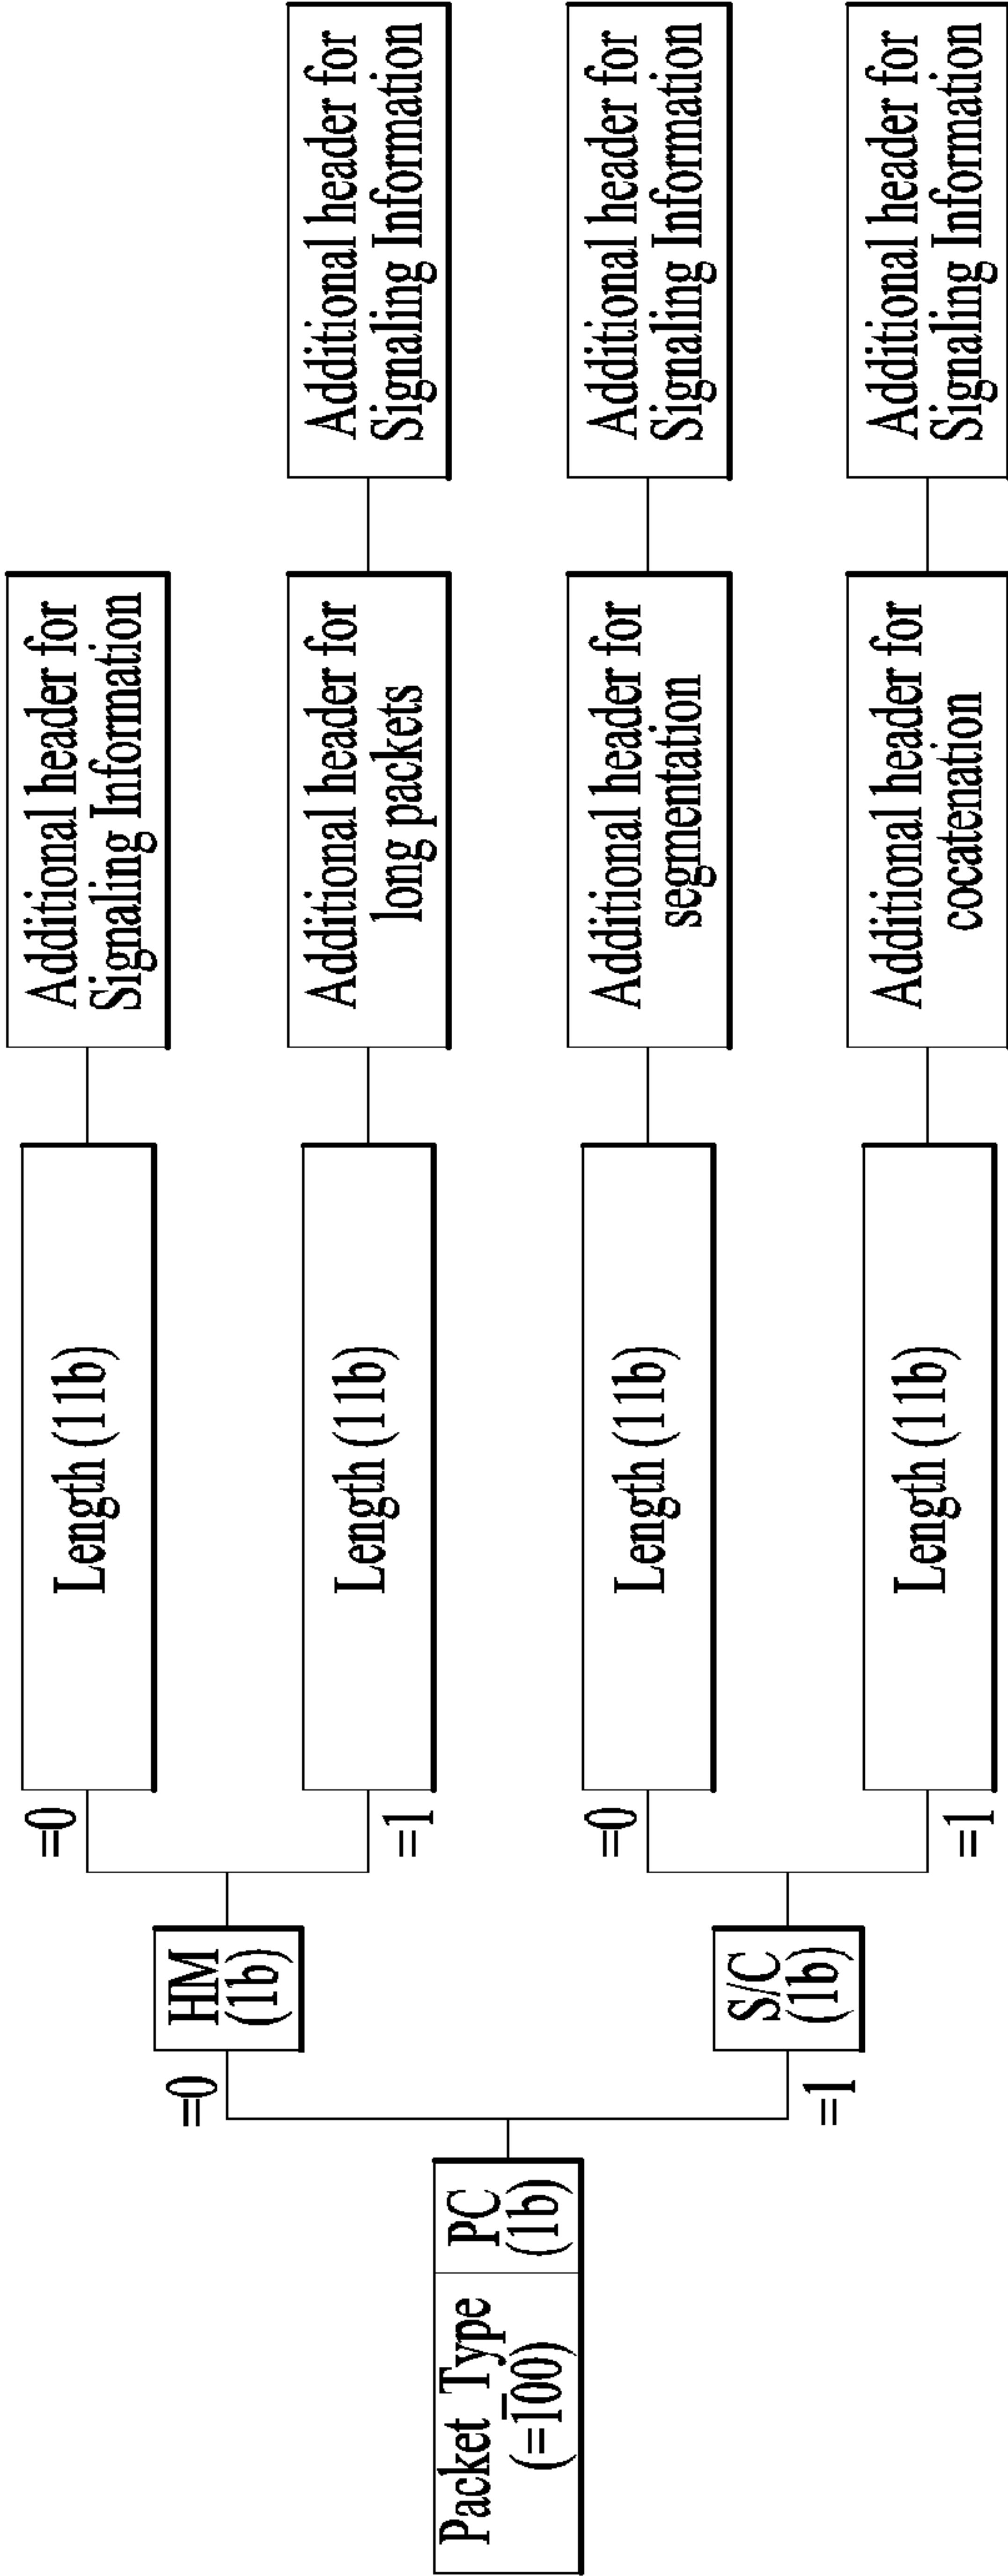 Packet_Type
(=100)
PC
(1b)
=0
HM
(1b)
=0
Length (11b)
Additional header for
Signaling Information
=1
Length (11b)
Additional header for
long packets
Additional header for
Signaling Information
=1
S/C
(1b)
=0
Length (11b)
Additional header for
segmentation
Additional header for
Signaling Information
=1
Length (11b)
Additional header for
cocatenation
Additional header for
Signaling Information